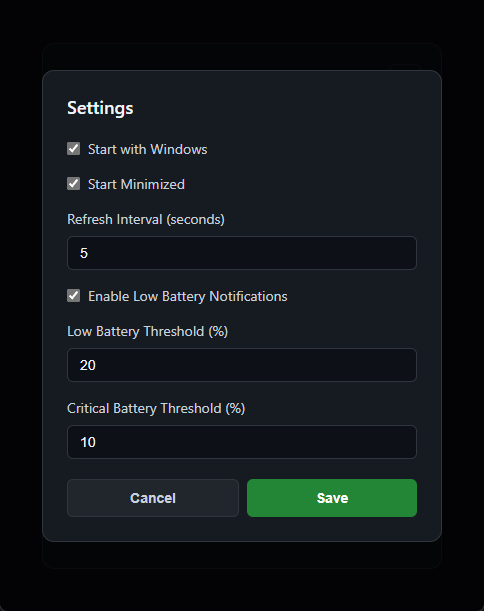 Settings
Start with Windows
Start Minimized
Refresh Interval (seconds)
5
Enable Low Battery Notifications
Low Battery Threshold (%)
20
Critical Battery Threshold (%)
10
Cancel Save